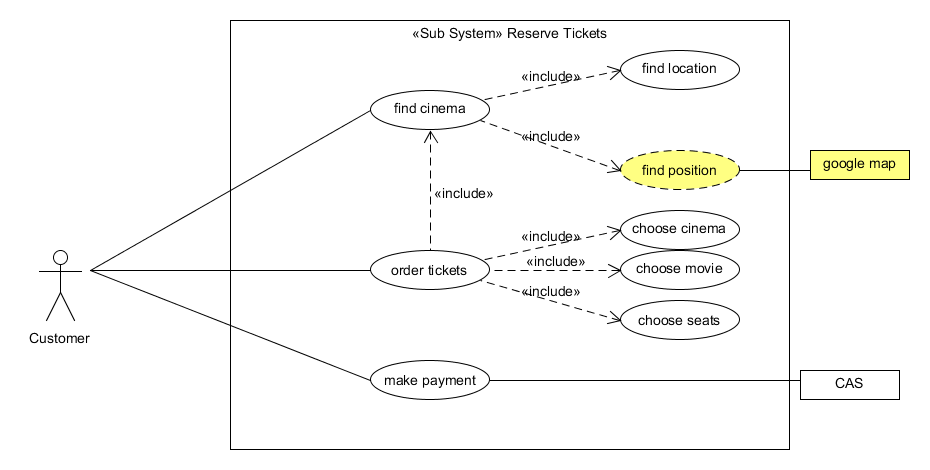 «Sub System» Reserve Tickets
find location
«include»
find cinema
«include»
google map
find position
«include»
choose cinema
«include»
«include»
order tickets
choose movie
«include»
choose seats
Customer
make payment
CAS